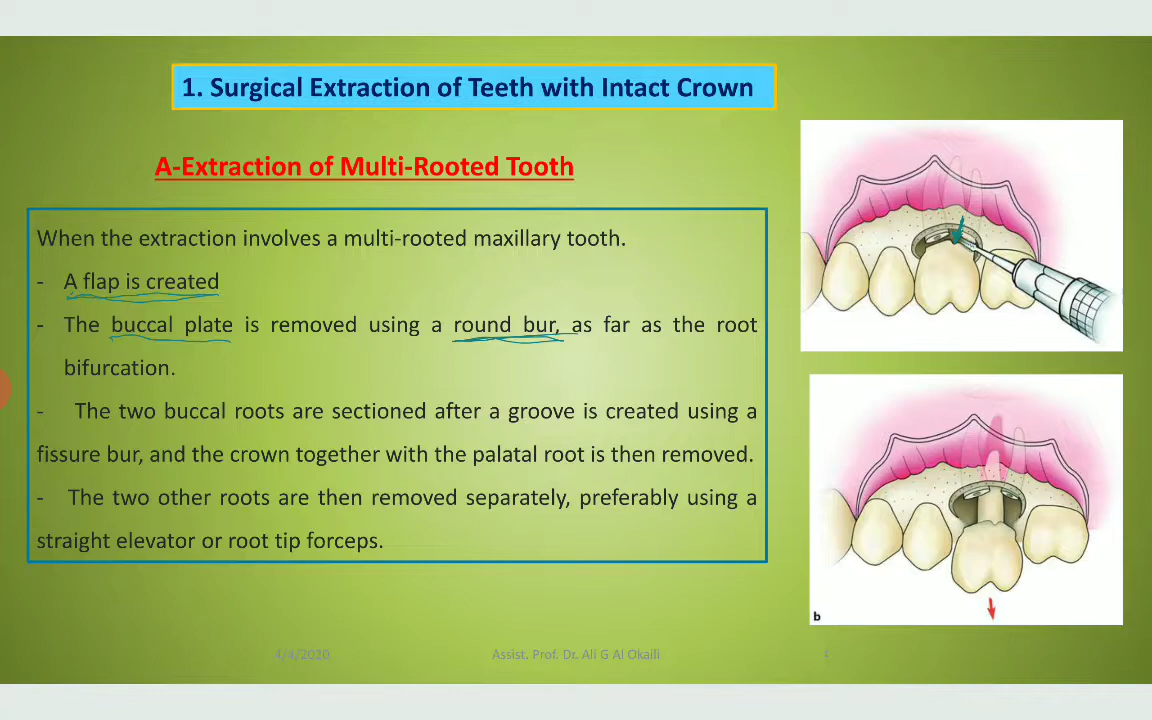 1. Surgical Extraction of Teeth with Intact Crown
A-Extraction of Multi-Rooted Tooth
When the extraction involves a multi-rooted maxillary tooth.
- A flap is created
- The buccal plate is removed using a round bur, as far as the root
bifurcation.
- The two buccal roots are sectioned after a groove is created using a
fissure bur, and the crown together with the palatal root is then removed.
- The two other roots are then removed separately, preferably using a
straight elevator or root tip forceps.
b
4/4/2020 Assist. Prof. Dr. Ali G Al Okaili